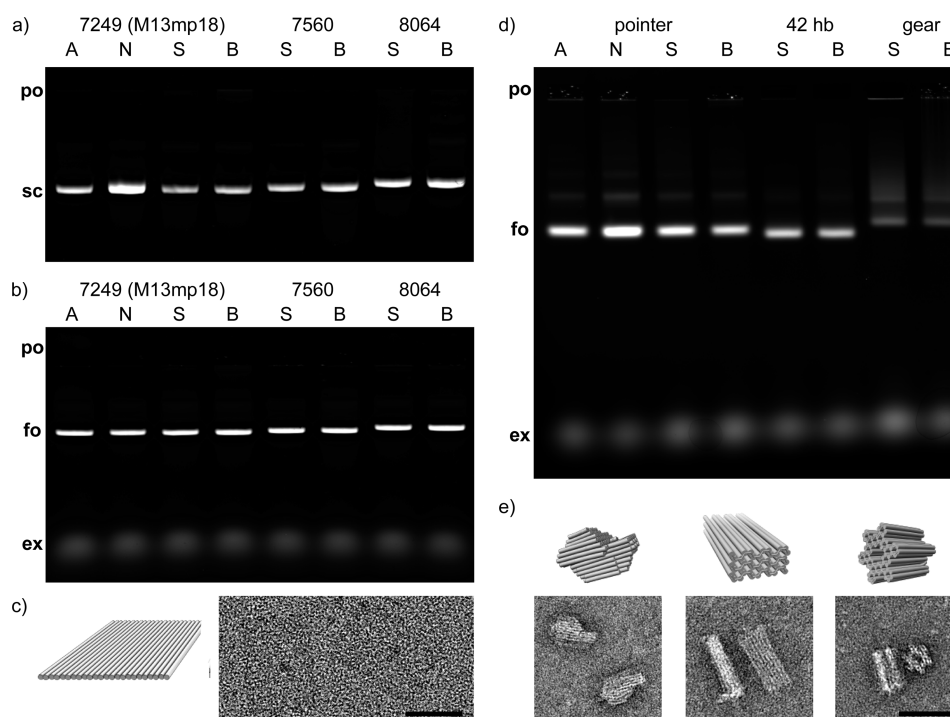 a)
7249 (M13mp18) 7560 8064
A N S B S B S B
po
sc
b)
7249 (M13mp18) 7560 8064
A N S B S B S B
po
fo
ex
c)
d)
pointer 42 hb gear
A N S B S B S B
po
fo
ex
e)